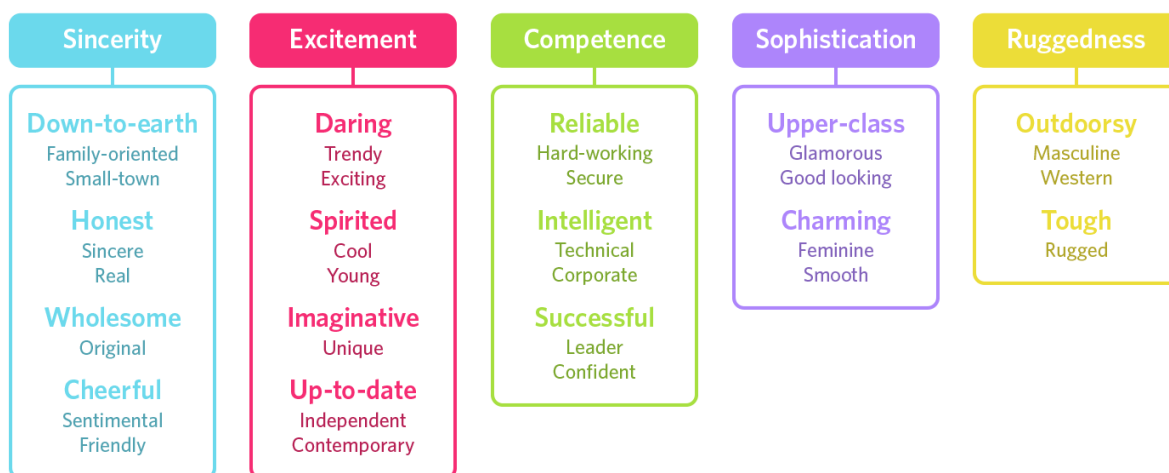 Sincerity
Down-to-earth
Family-oriented
Small-town
Honest
Sincere
Real
Wholesome
Original
Cheerful
Sentimental
Friendly
Excitement
Daring
Trendy
Exciting
Spirited
Cool
Young
Imaginative
Unique
Up-to-date
Independent
Contemporary
Competence
Reliable
Hard-working
Secure
Intelligent
Technical
Corporate
Successful
Leader
Confident
Sophistication
Upper-class
Glamorous
Good looking
Charming
Feminine
Smooth
Ruggedness
Outdoorsy
Masculine
Western
Tough
Rugged